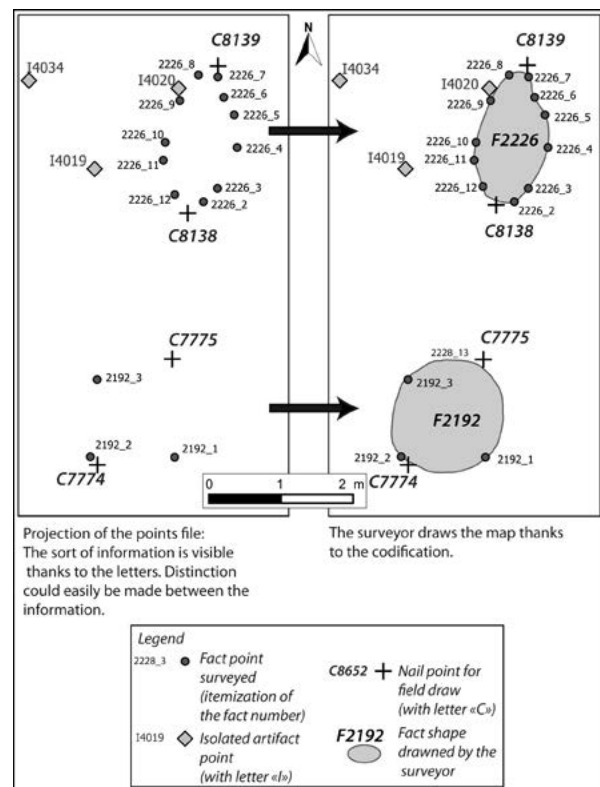 C8139
N
I4034
2226_8
2226_7
I4020
2226_6
2226_9
2226_5
2226_10
2226_4
2226_11
I4019
2226_3
2226_12
2226_2
C8138
C7775
2192_3
2192_2
2192_1
C7774
0 1 2 m
C8139
I4034
2226_8
2226_7
I4020
2226_6
2226_9
2226_5
2226_10
F2226
2226_4
2226_11
I4019
2226_12
2226_3
2226_2
C8138
C7775
2228_13
2192_3
F2192
2192_2
2192_1
C7774
Projection of the points file:
The sort of information is visible
thanks to the letters. Distinction
could easily be made between the
information.
The surveyor draws the map thanks
to the codification.
Legend
2228_3 Fact point
surveyed
(itemization of
the fact number)
I4019 Isolated artifact
point
(with letter «I»)
C8652 Nail point for
field draw
(with letter «C»)
F2192 Fact shape
drawned by the
surveyor